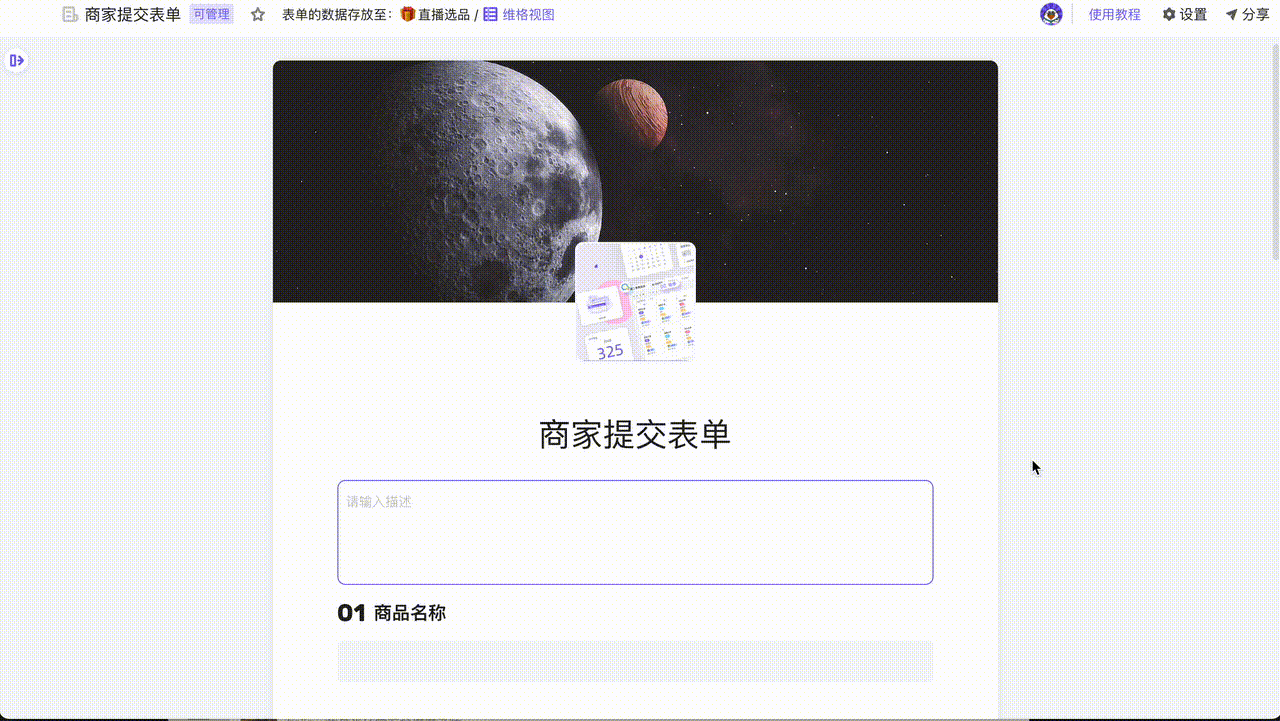 商家提交表单 可管理 表单的数据存放至： 直播选品 / 维格视图 使用教程 设置 分享
325
商家提交表单
请输入描述
01 商品名称